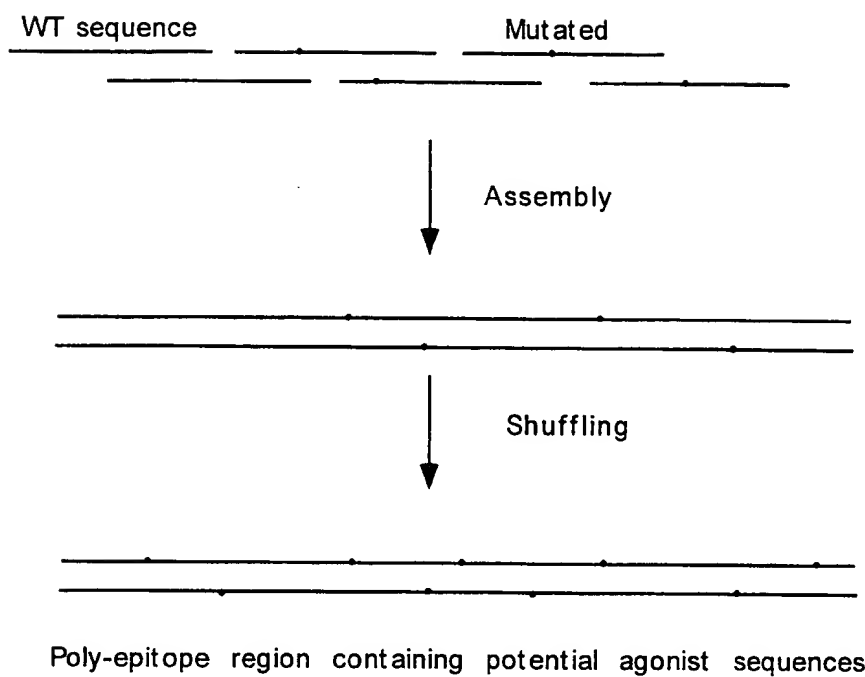 WT sequence
Mutated
Assembly
Shuffling
Poly-epitope region containing potential agonist sequences